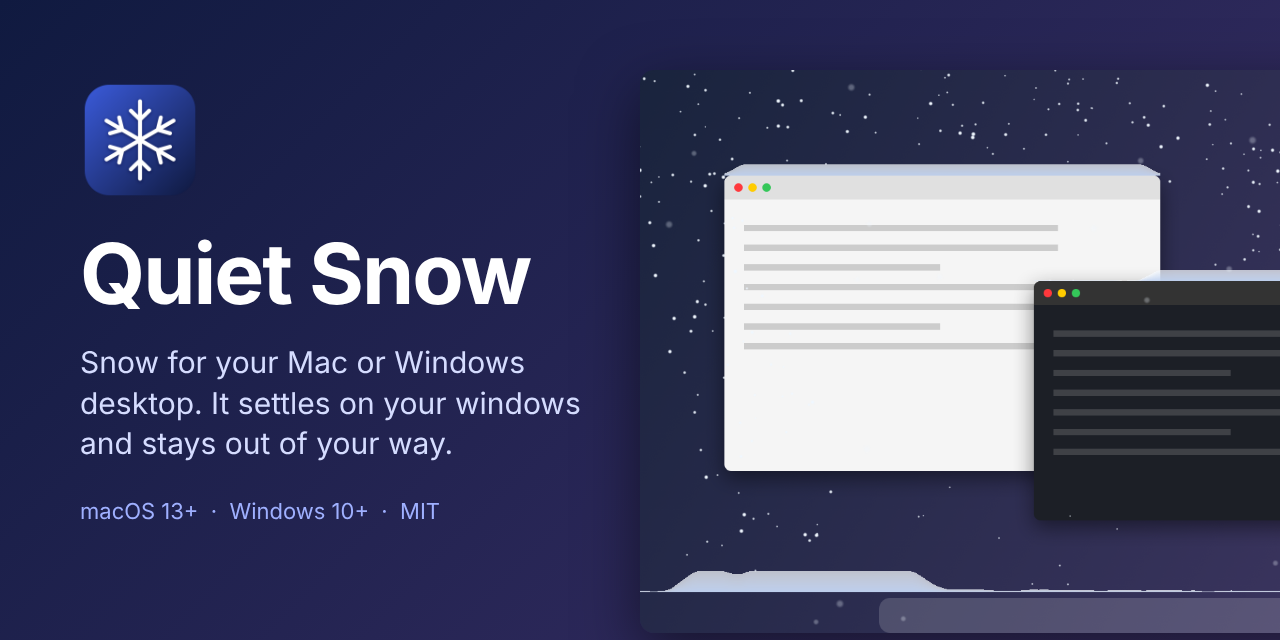 Quiet Snow
Snow for your Mac or Windows
desktop. It settles on your windows
and stays out of your way.
macOS 13+ · Windows 10+ · MIT